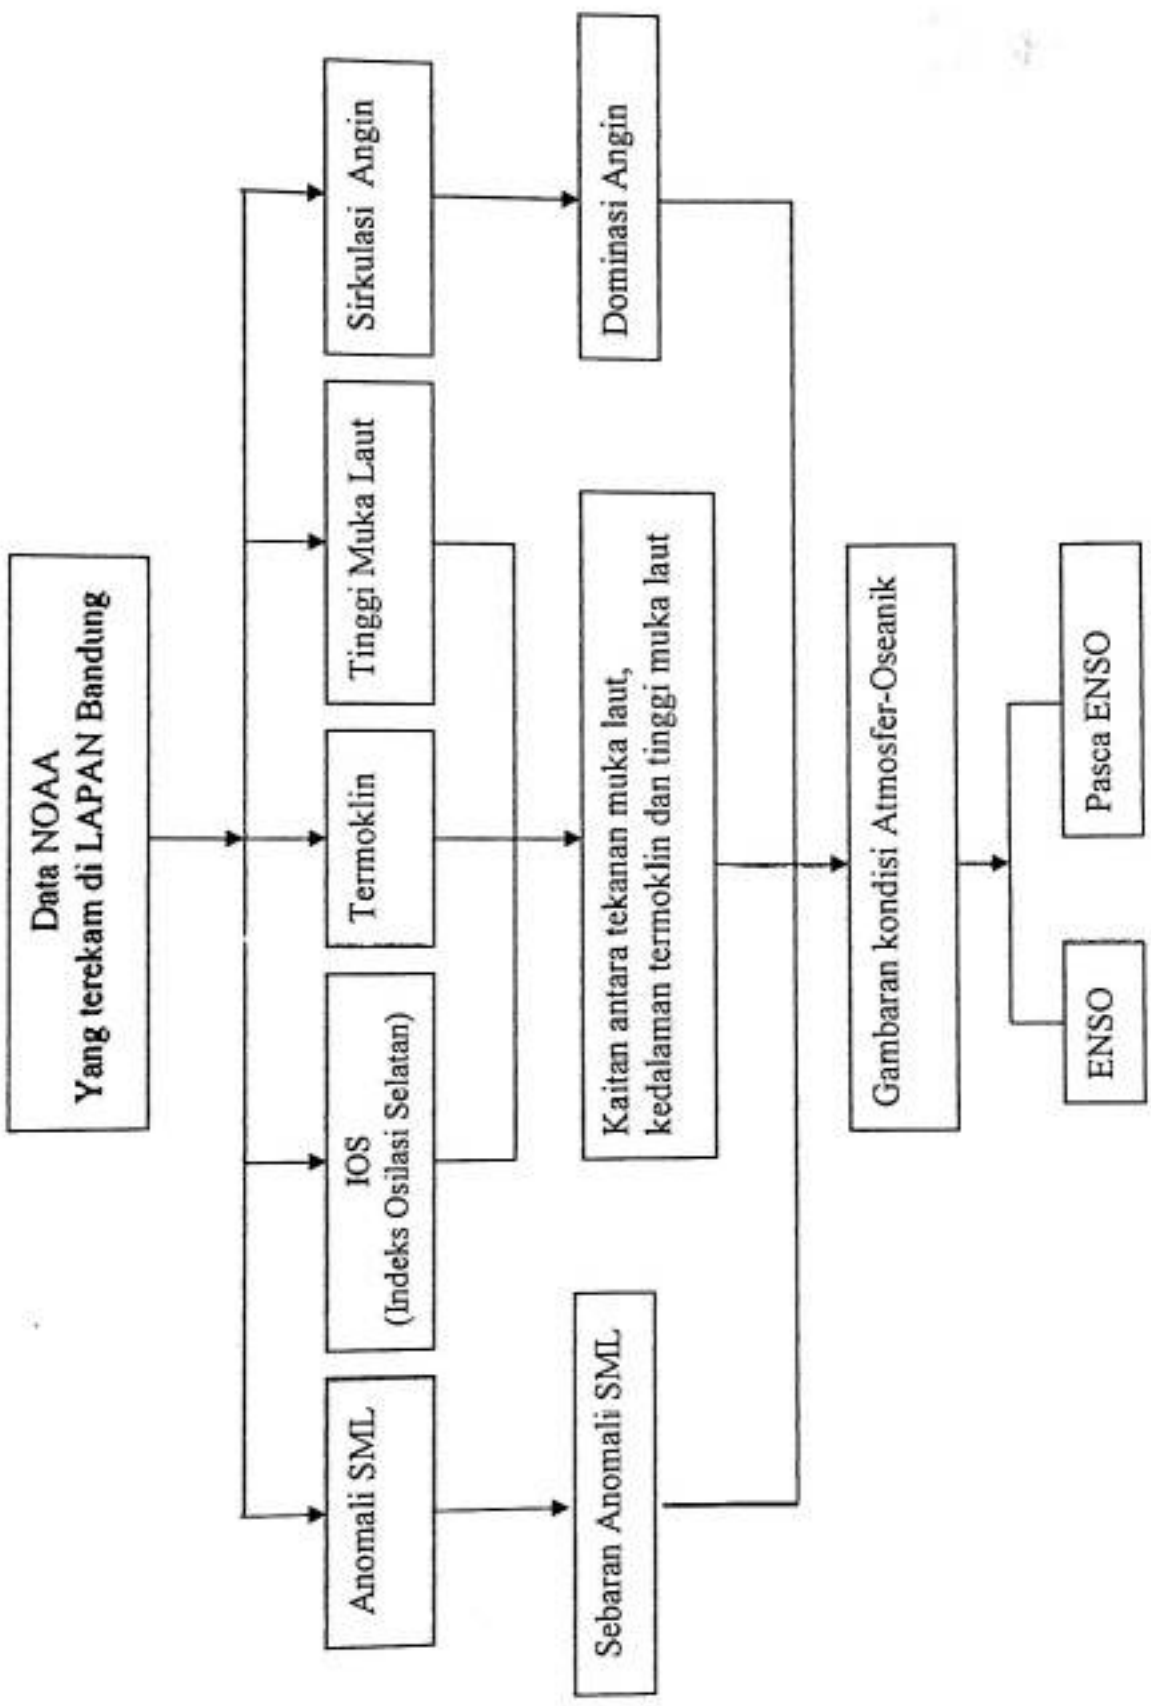 Data NOAA
Yang terekam di LAPAN Bandung
Anomali SML
IOS
(Indeks Osilasi Selatan)
Termoklin
Tinggi Muka Laut
Sirkulasi Angin
Sebaran Anomali SML
Kaitan antara tekanan muka laut,
kedalaman termoklin dan tinggi muka laut
Dominasi Angin
Gambaran kondisi Atmosfer-Oseanik
ENSO
Pasca ENSO